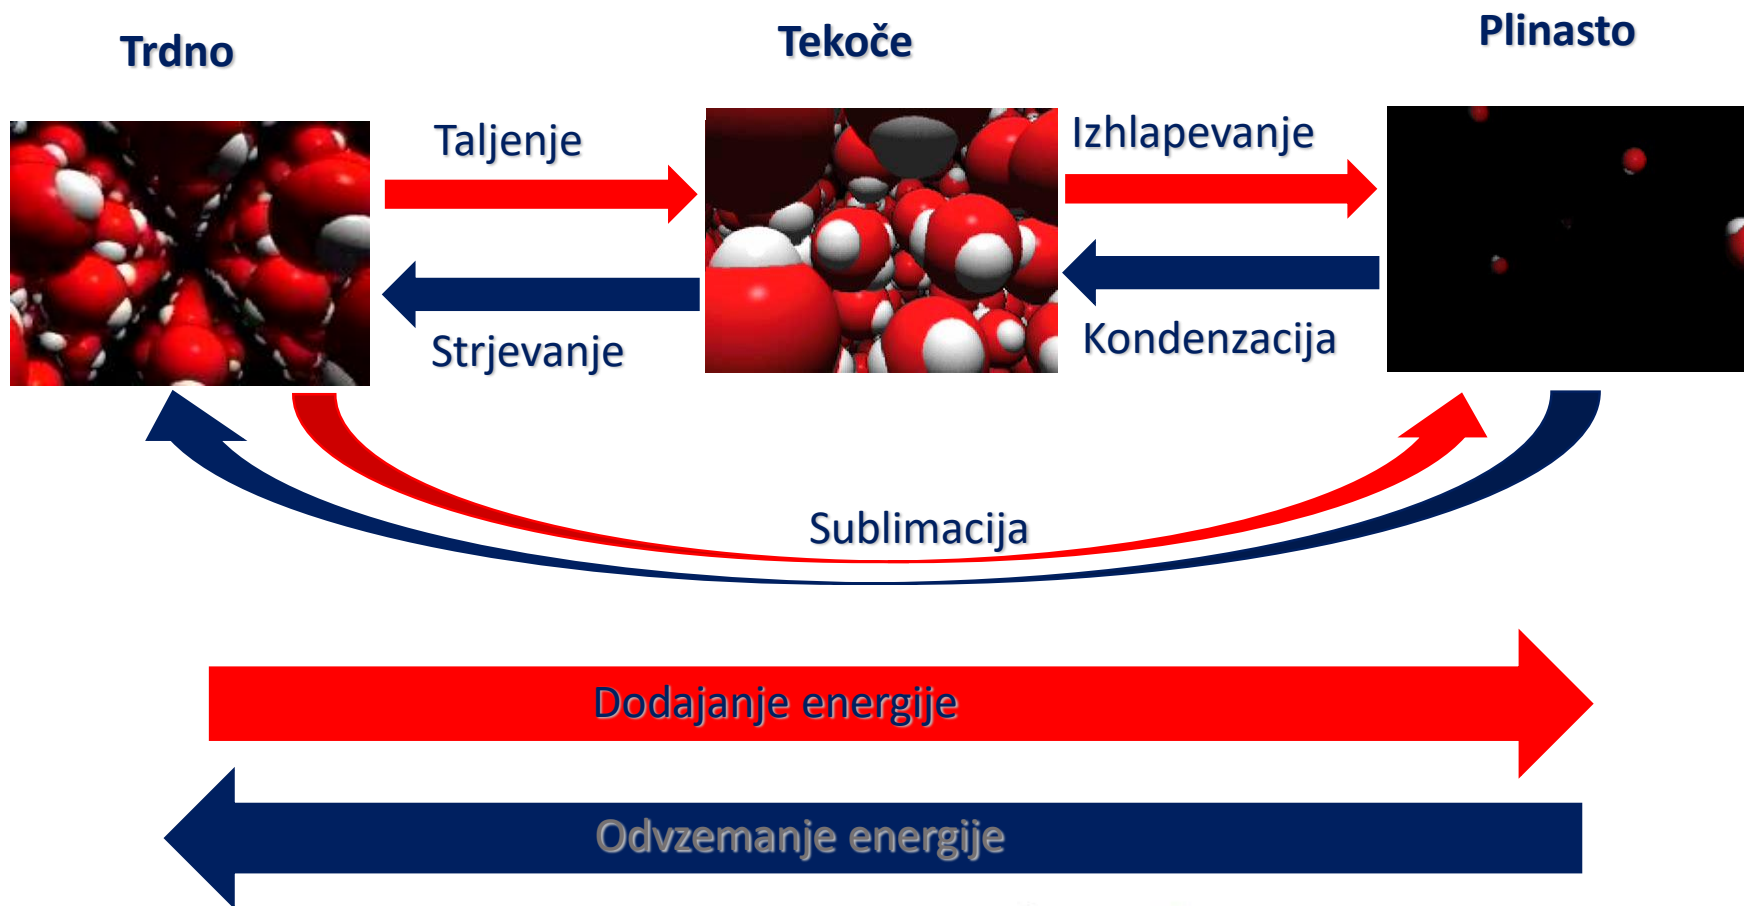 Trdno
Tekoče
Plinasto
Taljenje
Izhlapevanje
Strjevanje
Kondenzacija
Sublimacija
Dodajanje energije
Odvzemanje energije